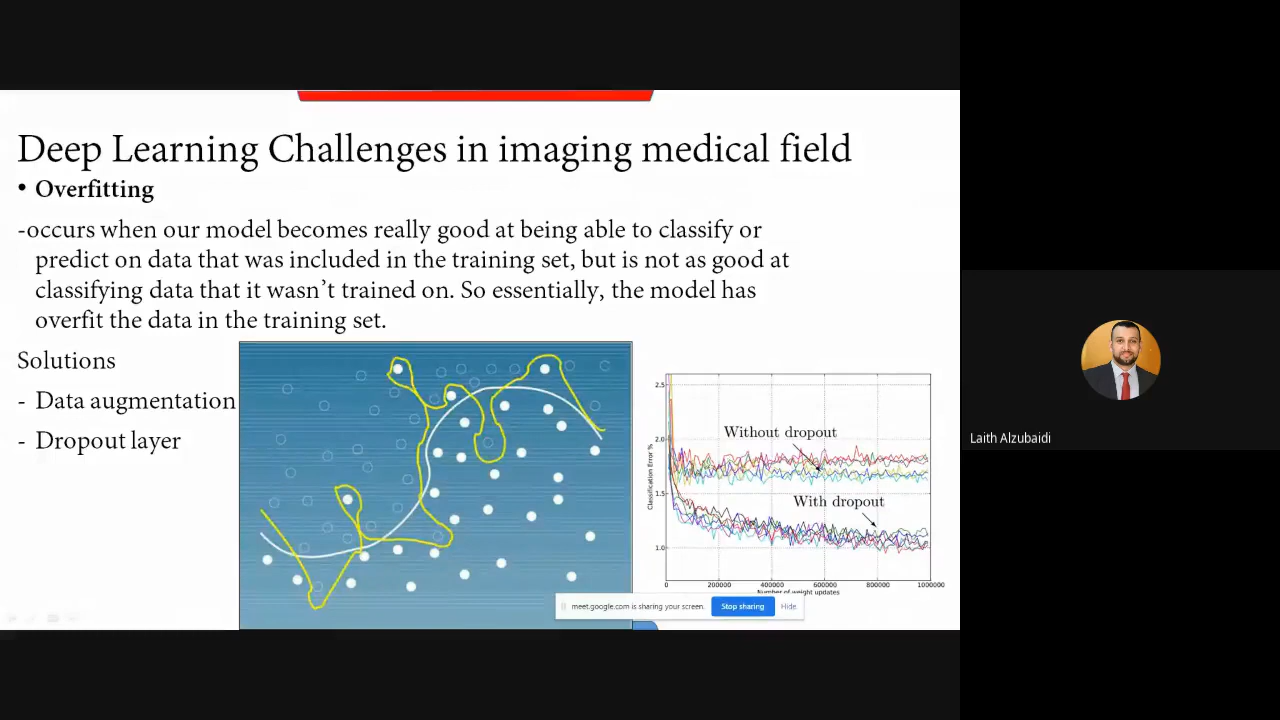 Deep Learning Challenges in imaging medical field
• Overfitting
-occurs when our model becomes really good at being able to classify or
predict on data that was included in the training set, but is not as good at
classifying data that it wasn’t trained on. So essentially, the model has
overfit the data in the training set.
Solutions
- Data augmentation
- Dropout layer
2.5
2.0
1.5
1.0
Classification Error %
Without dropout
With dropout
0 200000 400000 600000 800000 1000000
Number of weight updates
meet.google.com is sharing your screen. Stop sharing Hide
Laith Alzubaidi